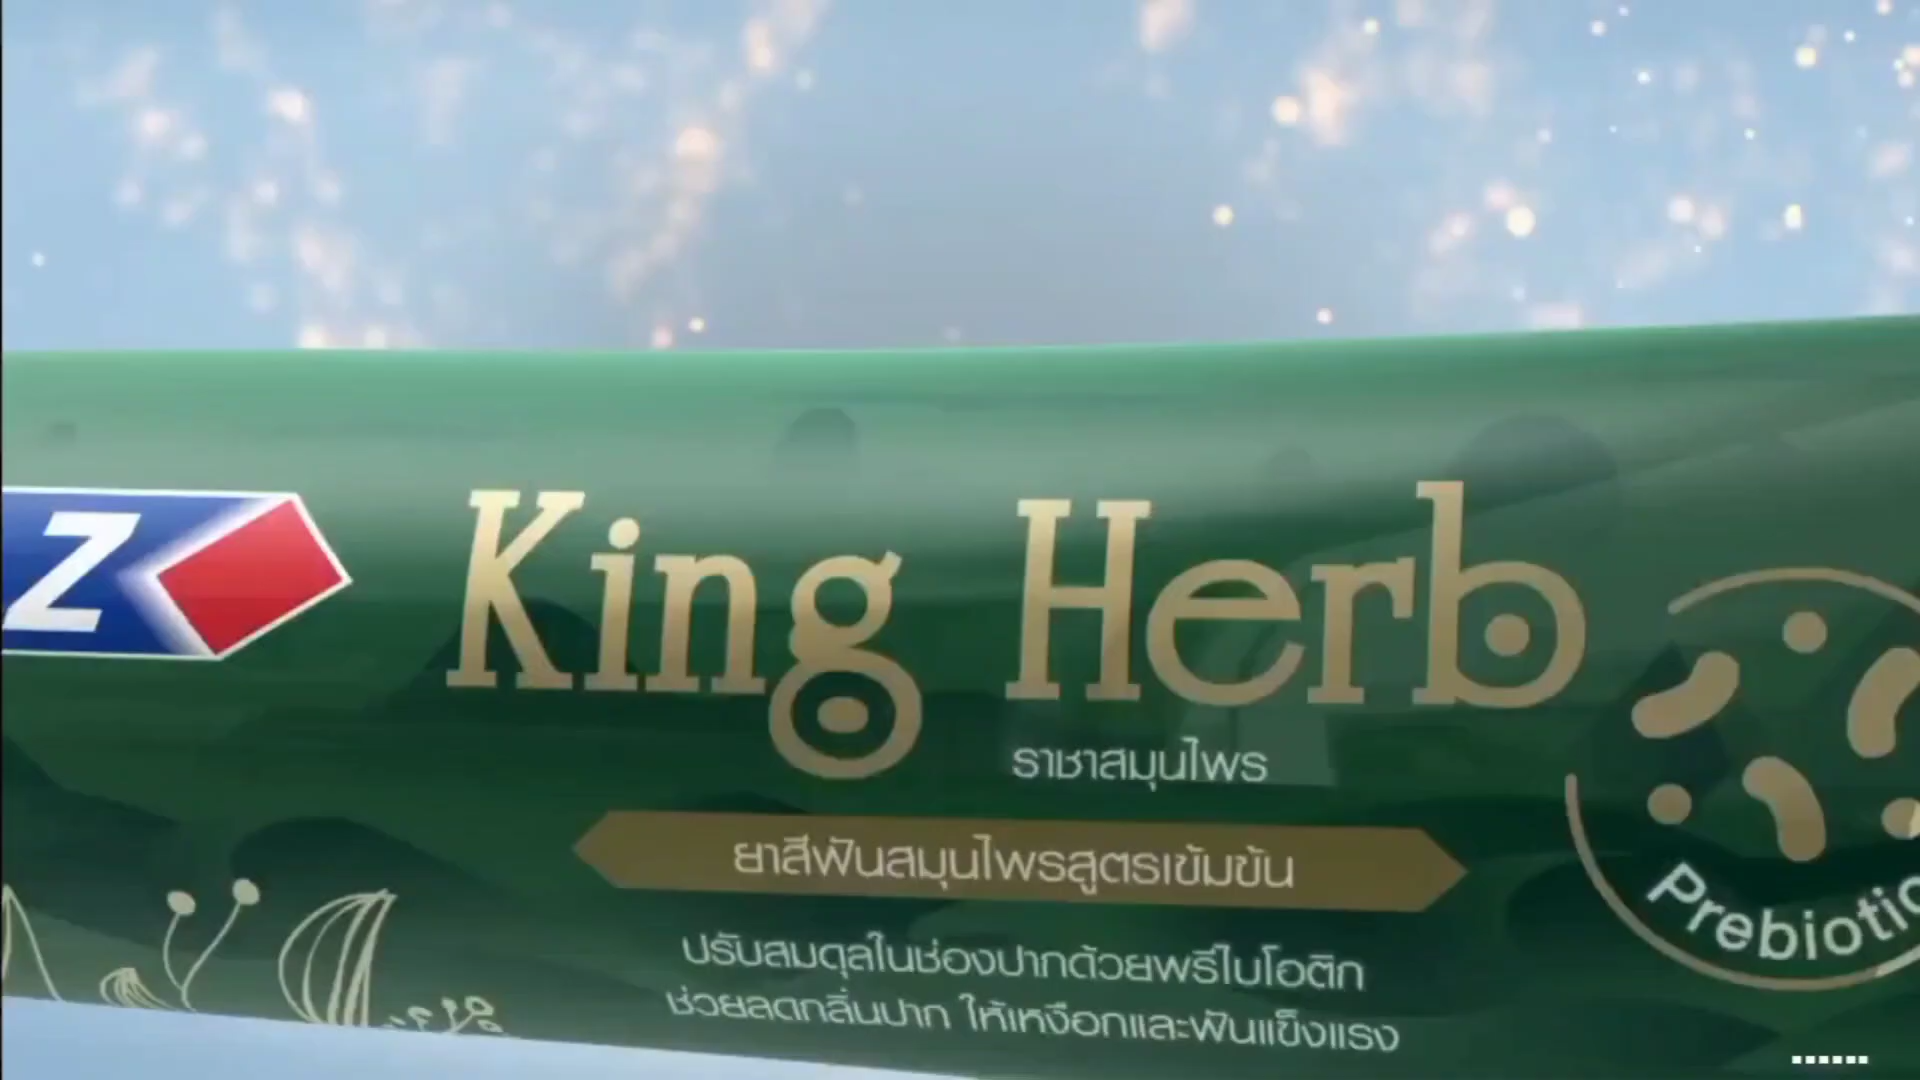 Z
King Herb
ราชาสมุนไพร
ยาสีฟันสมุนไพรสูตรเข้มข้น
ปรับสมดุลในช่องปากด้วยพรีไบโอติก
ช่วยลดกลิ่นปาก ให้เหงือกและฟันแข็งแรง
Prebiotic